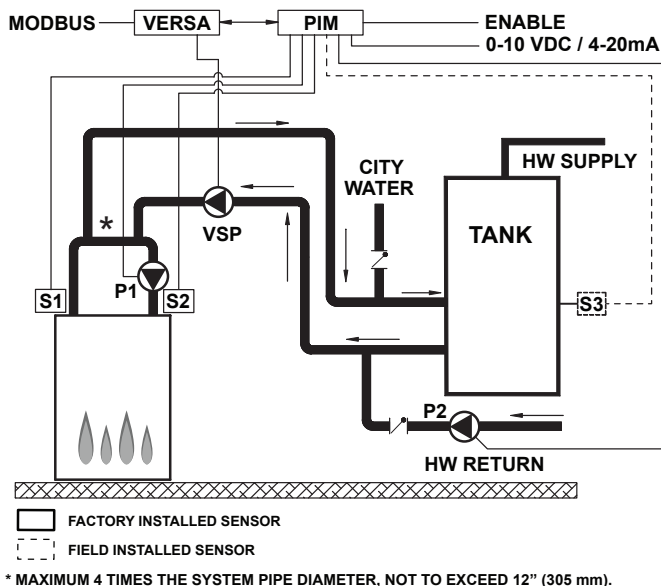 MODBUS
VERSA
PIM
ENABLE
0-10 VDC / 4-20mA
HW SUPPLY
CITY
WATER
TANK
VSP
*
P1
S1
S2
S3
P2
HW RETURN
FACTORY INSTALLED SENSOR
FIELD INSTALLED SENSOR
* MAXIMUM 4 TIMES THE SYSTEM PIPE DIAMETER, NOT TO EXCEED 12” (305 mm).